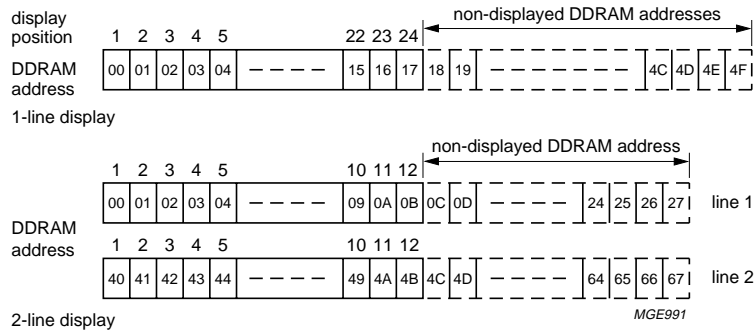 non-displayed DDRAM addresses
display position 1 2 3 4 5 22 23 24
DDRAM address 00 01 02 03 04 15 16 17 18 19 4C 4D 4E 4F
1-line display
non-displayed DDRAM address
1 2 3 4 5 10 11 12
00 01 02 03 04 09 0A 0B 0C 0D 24 25 26 27 line 1
DDRAM address
1 2 3 4 5 10 11 12
40 41 42 43 44 49 4A 4B 4C 4D 64 65 66 67 line 2
MGE991
2-line display